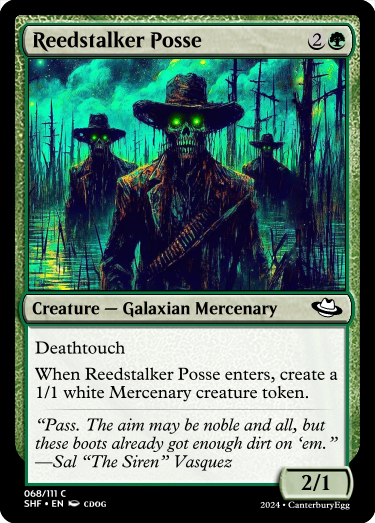 Reedstalker Posse 2
Creature — Galaxian Mercenary
Deathtouch
When Reedstalker Posse enters, create a
1/1 white Mercenary creature token.
“Pass. The aim may be noble and all, but
these boots already got enough dirt on ‘em.”
—Sal “The Siren” Vasquez
2/1
068/111 C
SHF • EN CDOG
2024 • CanterburyEgg